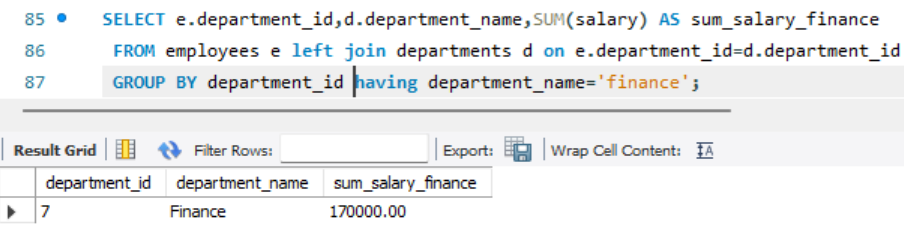 85 SELECT e.department_id,d.department_name,SUM(salary) AS sum_salary_finance
86 FROM employees e left join departments d on e.department_id=d.department_id
87 GROUP BY department_id having department_name='finance';
Result Grid Filter Rows: Export: Wrap Cell Content: IA
department_id department_name sum_salary_finance
7 Finance 170000.00